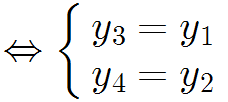 ⇔ { y₃ = y₁
y₄ = y₂